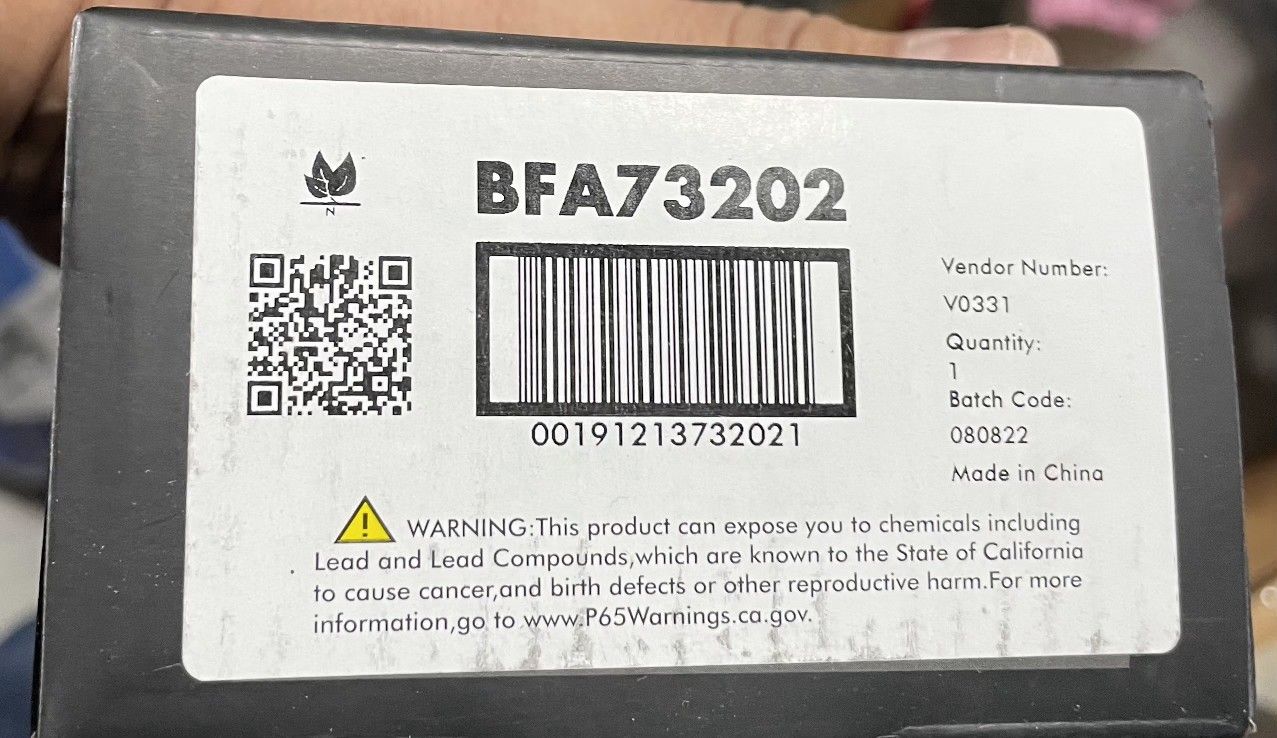 N
BFA73202
00191213732021
Vendor Number:
V0331
Quantity:
1
Batch Code:
080822
Made in China
WARNING:This product can expose you to chemicals including
Lead and Lead Compounds,which are known to the State of California
to cause cancer,and birth defects or other reproductive harm.For more
information,go to www.P65Warnings.ca.gov.